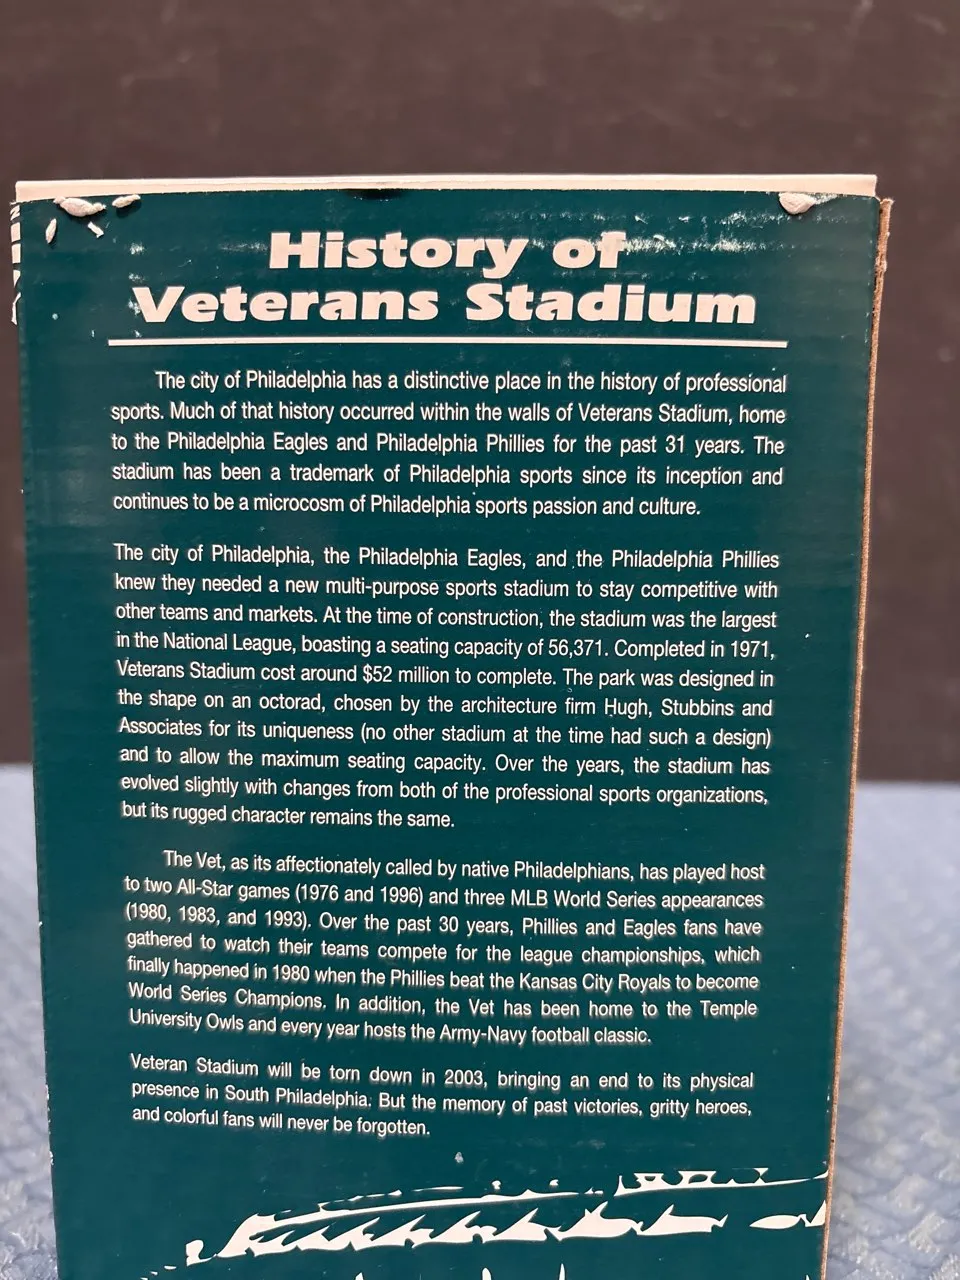 History of
Veterans Stadium
The city of Philadelphia has a distinctive place in the history of professional
sports. Much of that history occurred within the walls of Veterans Stadium, home
to the Philadelphia Eagles and Philadelphia Phillies for the past 31 years. The
stadium has been a trademark of Philadelphia sports since its inception and
continues to be a microcosm of Philadelphia sports passion and culture.
The city of Philadelphia, the Philadelphia Eagles, and the Philadelphia Phillies
knew they needed a new multi-purpose sports stadium to stay competitive with
other teams and markets. At the time of construction, the stadium was the largest
in the National League, boasting a seating capacity of 56,371. Completed in 1971,
Veterans Stadium cost around $52 million to complete. The park was designed in
the shape on an octorad, chosen by the architecture firm Hugh, Stubbins and
Associates for its uniqueness (no other stadium at the time had such a design)
and to allow the maximum seating capacity. Over the years, the stadium has
evolved slightly with changes from both of the professional sports organizations,
but its rugged character remains the same.
The Vet, as its affectionately called by native Philadelphians, has played host
to two All-Star games (1976 and 1996) and three MLB World Series appearances
(1980, 1983, and 1993). Over the past 30 years, Phillies and Eagles fans have
gathered to watch their teams compete for the league championships, which
finally happened in 1980 when the Phillies beat the Kansas City Royals to become
World Series Champions. In addition, the Vet has been home to the Temple
University Owls and every year hosts the Army-Navy football classic.
Veteran Stadium will be torn down in 2003, bringing an end to its physical
presence in South Philadelphia. But the memory of past victories, gritty heroes,
and colorful fans will never be forgotten.